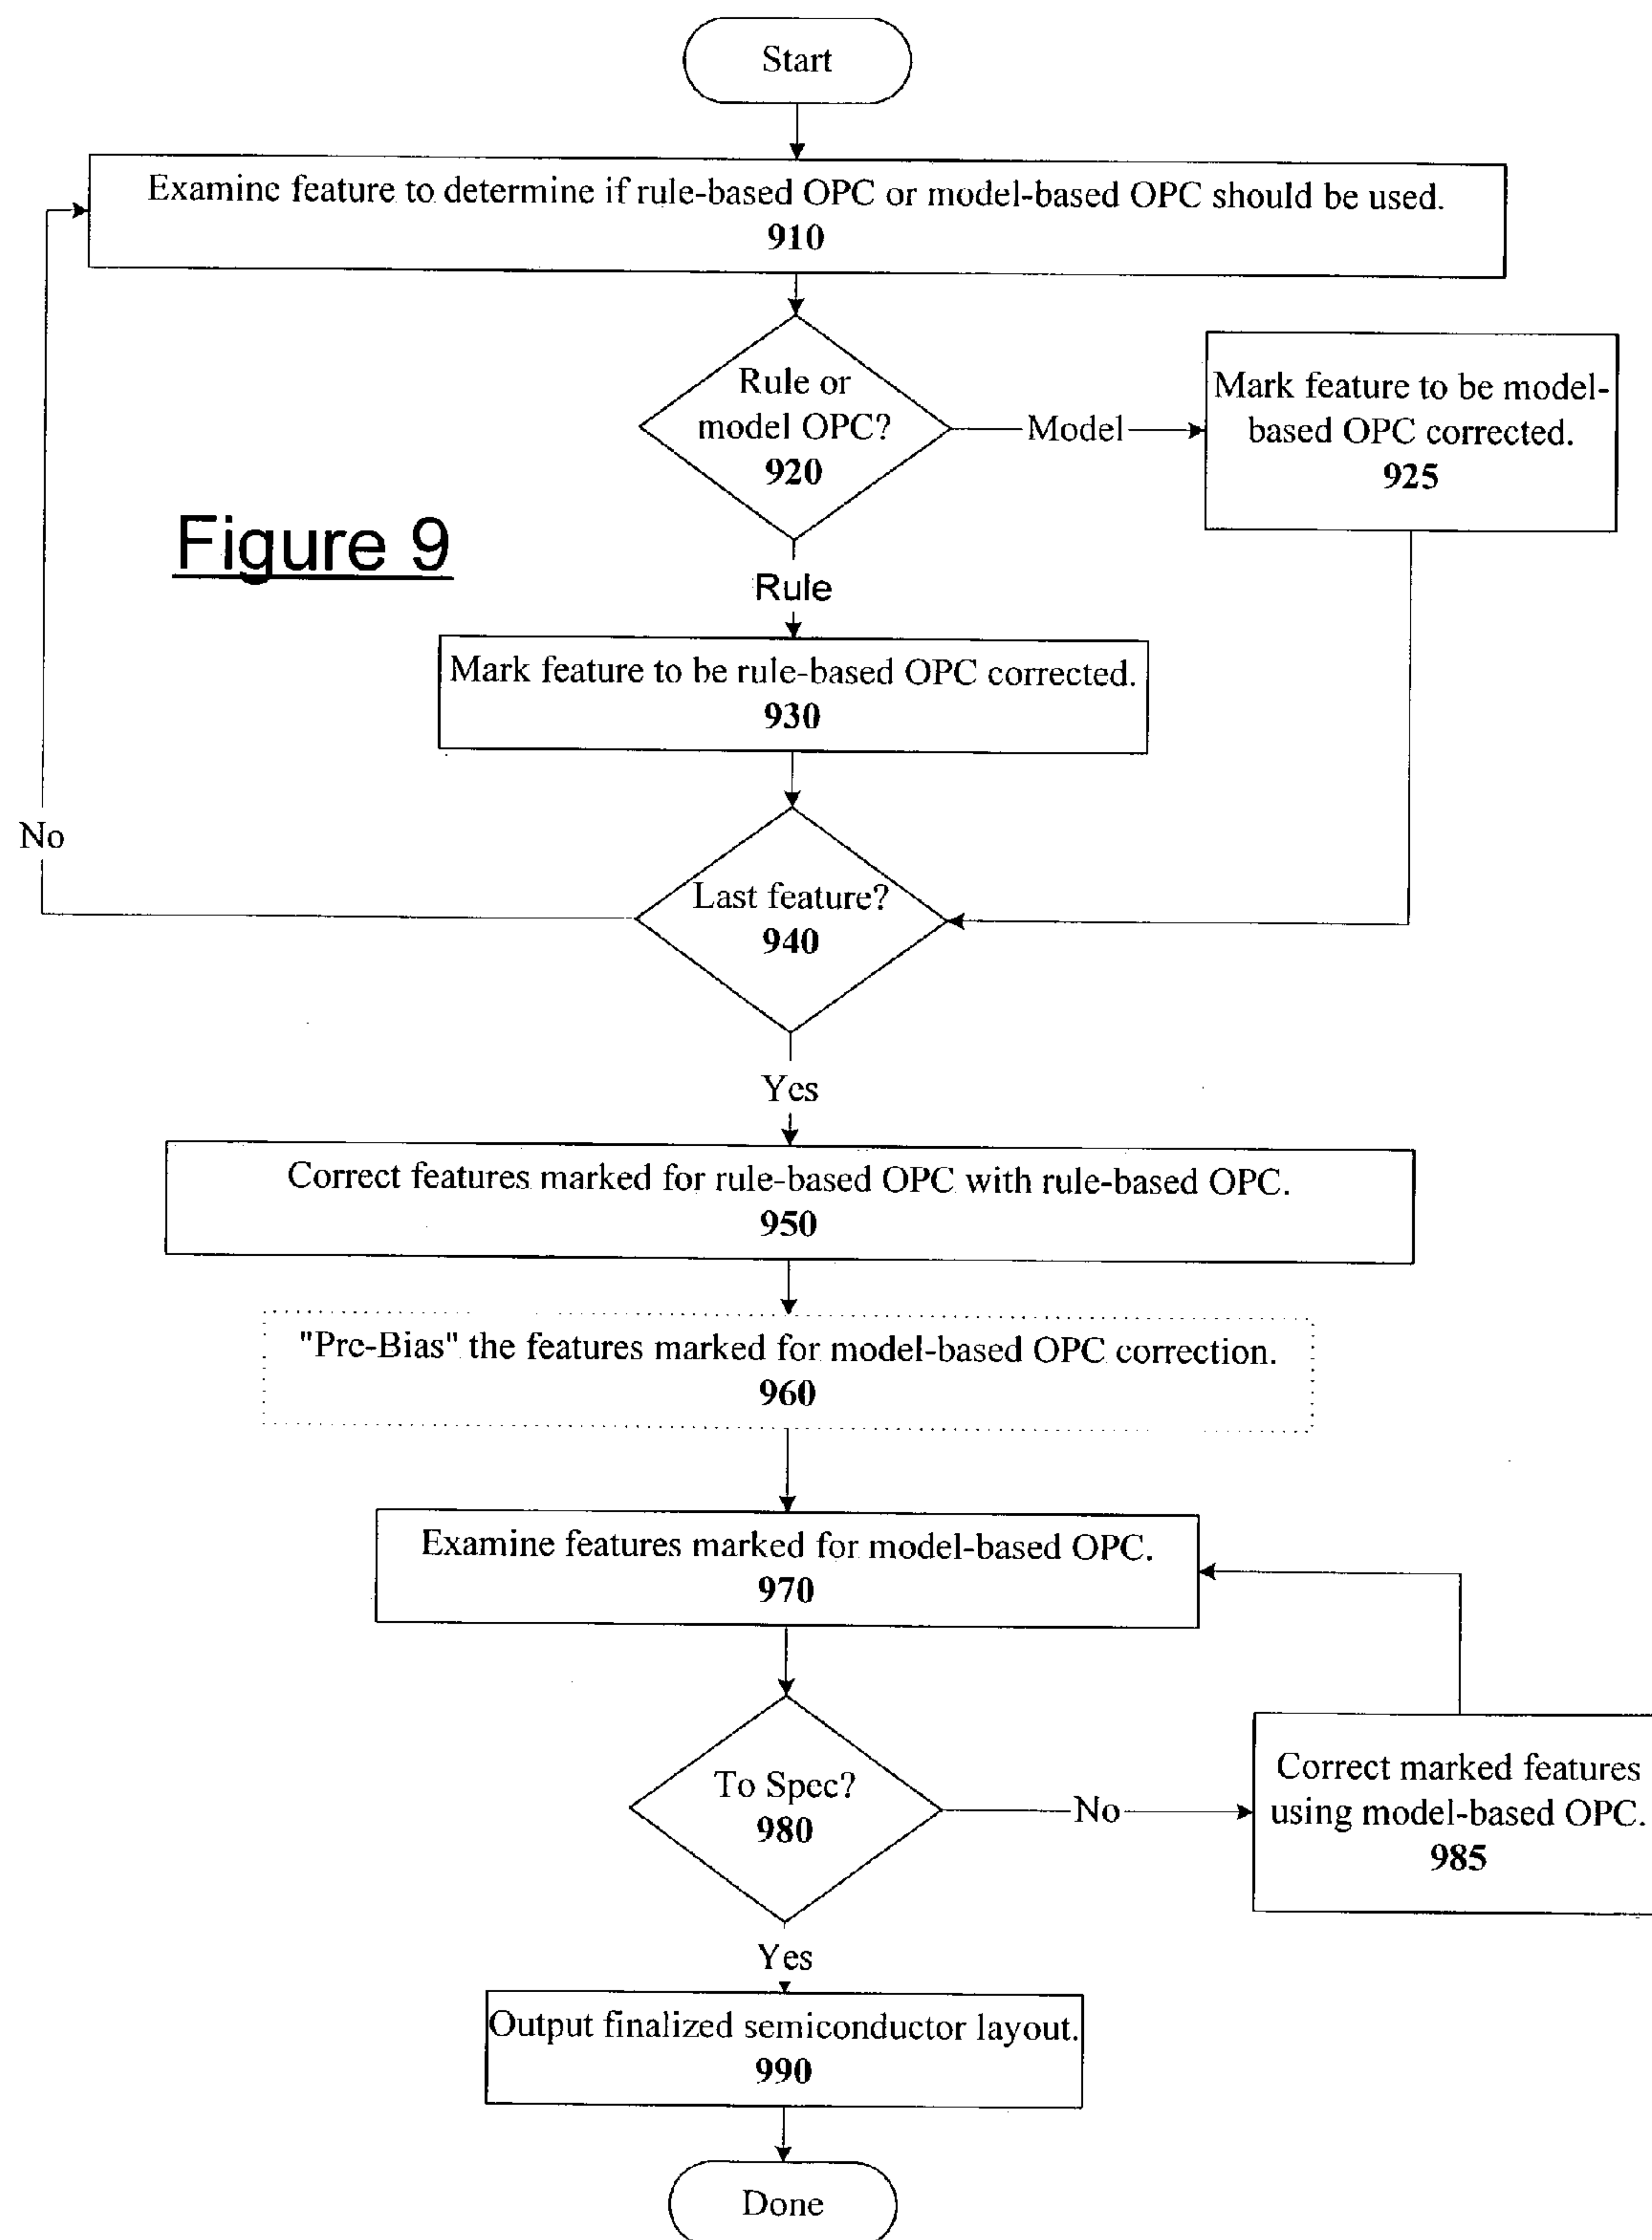 Start
Examine feature to determine if rule-based OPC or model-based OPC should be used.
910
Rule or
model OPC?
920
Model
Mark feature to be model-
based OPC corrected.
925
Figure 9
Rule
Mark feature to be rule-based OPC corrected.
930
No
Last feature?
940
Yes
Correct features marked for rule-based OPC with rule-based OPC.
950
"Pre-Bias" the features marked for model-based OPC correction.
960
Examine features marked for model-based OPC.
970
To Spec?
980
No
Correct marked features
using model-based OPC.
985
Yes
Output finalized semiconductor layout.
990
Done